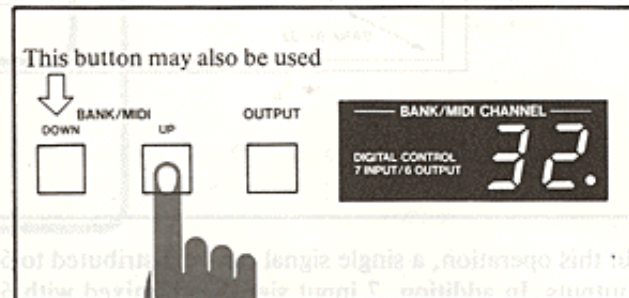 This button may also be used
BANK/MIDI
DOWN UP OUTPUT
BANK/MIDI CHANNEL
DIGITAL CONTROL
7 INPUT/6 OUTPUT
32.